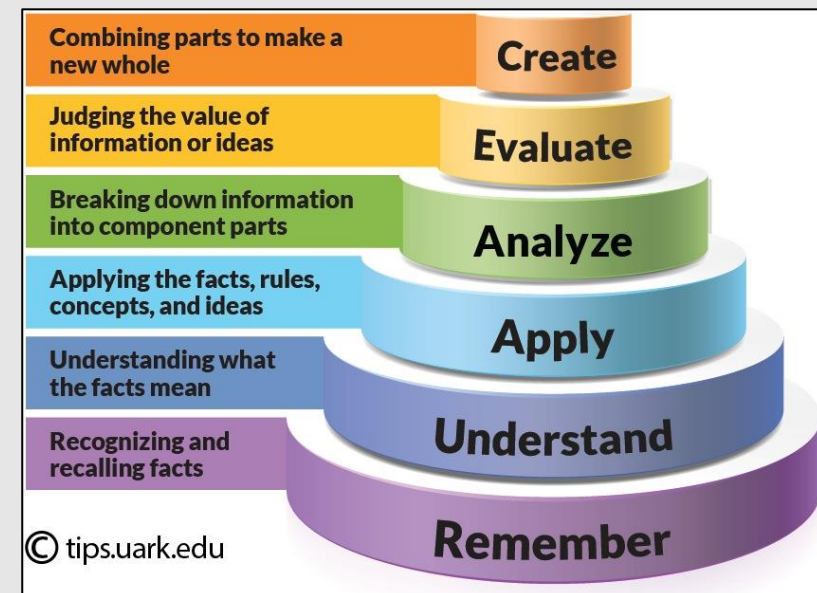 Combining parts to make a
new whole
Create
Judging the value of
information or ideas
Evaluate
Breaking down information
into component parts
Analyze
Applying the facts, rules,
concepts, and ideas
Apply
Understanding what
the facts mean
Understand
Recognizing and
recalling facts
Remember
© tips.uark.edu